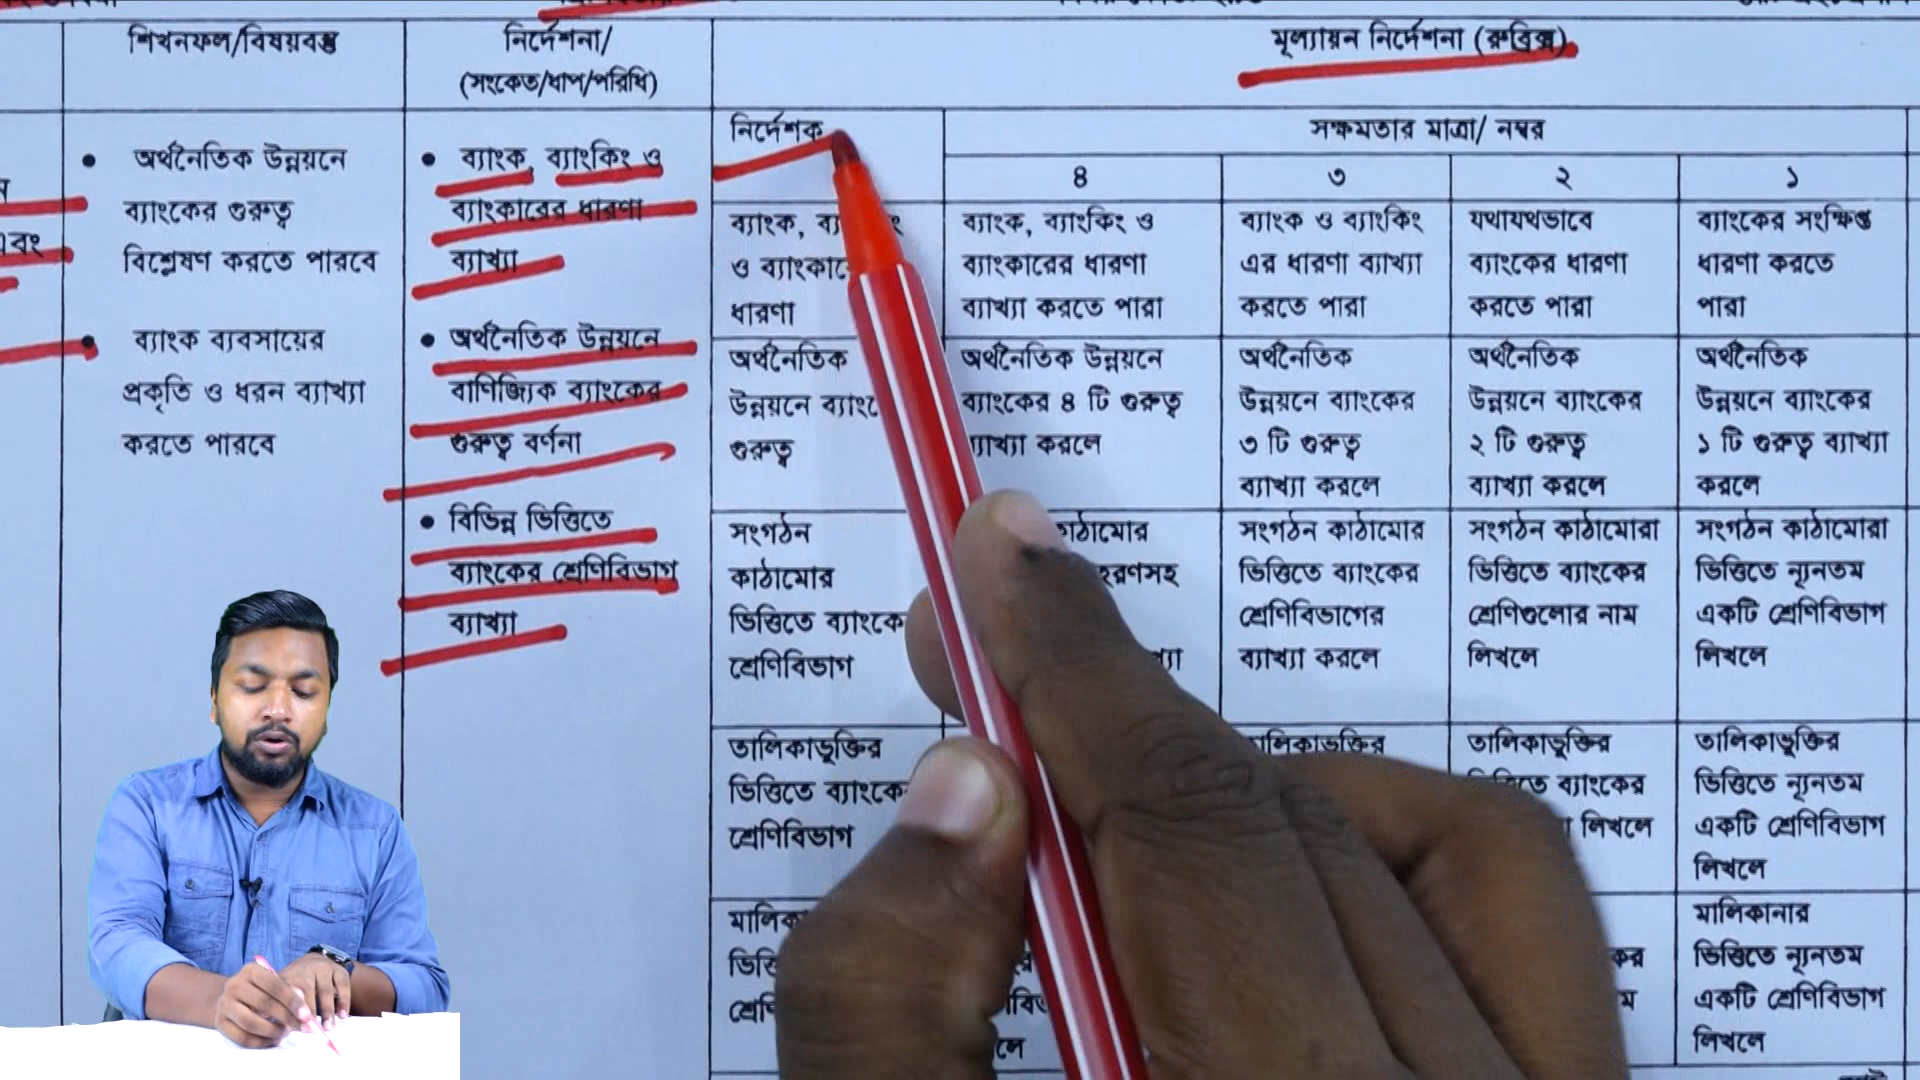 শিখনফল/বিষয়বস্তু
নির্দেশনা/
(সংকেত/ধাপ/পরিধি)
মূল্যায়ন নির্দেশনা (রুব্রিক্স)
এবং
অর্থনৈতিক উন্নয়নে
ব্যাংকের গুরুত্ব
বিশ্লেষণ করতে পারবে
ব্যাংক ব্যবসায়ের
প্রকৃতি ও ধরন ব্যাখ্যা
করতে পারবে
ব্যাংক, ব্যাংকিং ও
ব্যাংকারের ধারণা
ব্যাখ্যা
অর্থনৈতিক উন্নয়নে
বাণিজ্যিক ব্যাংকের
গুরুত্ব বর্ণনা
বিভিন্ন ভিত্তিতে
ব্যাংকের শ্রেণিবিভাগ
ব্যাখ্যা
নির্দেশক
সক্ষমতার মাত্রা/ নম্বর
৪
৩
২
১
ব্যাংক,
ও
ধারণা
ব্যাংক, ব্যাংকিং ও
ব্যাংকারের ধারণা
ব্যাখ্যা করতে পারা
ব্যাংক ও ব্যাংকিং
এর ধারণা ব্যাখ্যা
করতে পারা
যথাযথভাবে
ব্যাংকের ধারণা
করতে পারা
ব্যাংকের সংক্ষিপ্ত
ধারণা করতে
পারা
অর্থনৈতিক
উন্নয়নে
গুরুত্ব
অর্থনৈতিক উন্নয়নে
ব্যাংকের ৪ টি গুরুত্ব
ব্যাখ্যা করলে
অর্থনৈতিক
উন্নয়নে ব্যাংকের
৩ টি গুরুত্ব
ব্যাখ্যা করলে
অর্থনৈতিক
উন্নয়নে ব্যাংকের
২ টি গুরুত্ব
ব্যাখ্যা করলে
অর্থনৈতিক
উন্নয়নে ব্যাংকের
১ টি গুরুত্ব ব্যাখ্যা
করলে
সংগঠন
কাঠামোর
ভিত্তিতে ব্যাংকে
শ্রেণিবিভাগ
সংগঠন কাঠামোর
ভিত্তিতে ব্যাংকের
শ্রেণিবিভাগের
ব্যাখ্যা করলে
সংগঠন কাঠামোরা
ভিত্তিতে ব্যাংকের
শ্রেণিগুলোর নাম
লিখলে
সংগঠন কাঠামোরা
ভিত্তিতে ন্যূনতম
একটি শ্রেণিবিভাগ
লিখলে
তালিকাভুক্তির
ভিত্তিতে ব্যাংকে
শ্রেণিবিভাগ
তালিকাভুক্তির
তালিকাভুক্তির
ব্যাংকের
লিখলে
তালিকাভুক্তির
ভিত্তিতে ন্যূনতম
একটি শ্রেণিবিভাগ
লিখলে
মালিকানার
ভিত্তিতে ন্যূনতম
একটি শ্রেণিবিভাগ
লিখলে